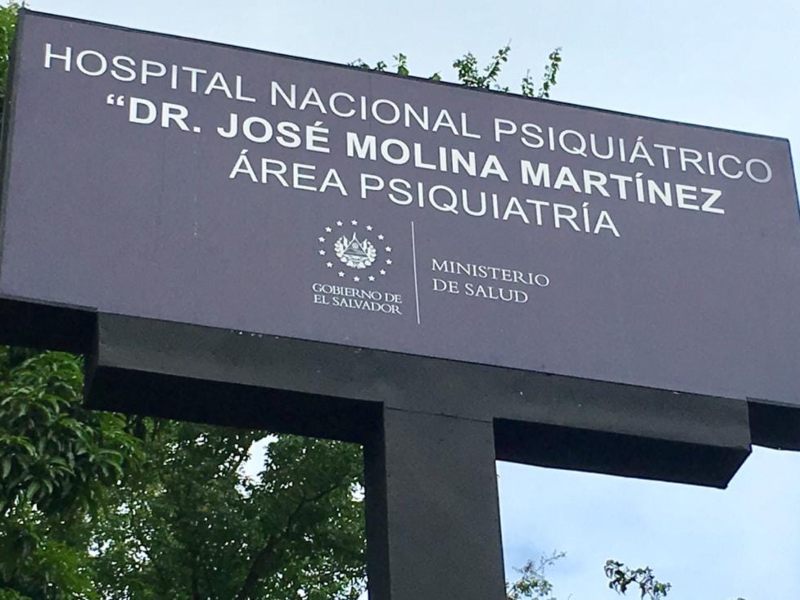 HOSPITAL NACIONAL PSIQUIÁTRICO
“DR. JOSÉ MOLINA MARTÍNEZ
ÁREA PSIQUIATRÍA
GOBIERNO DE
EL SALVADOR
MINISTERIO
DE SALUD